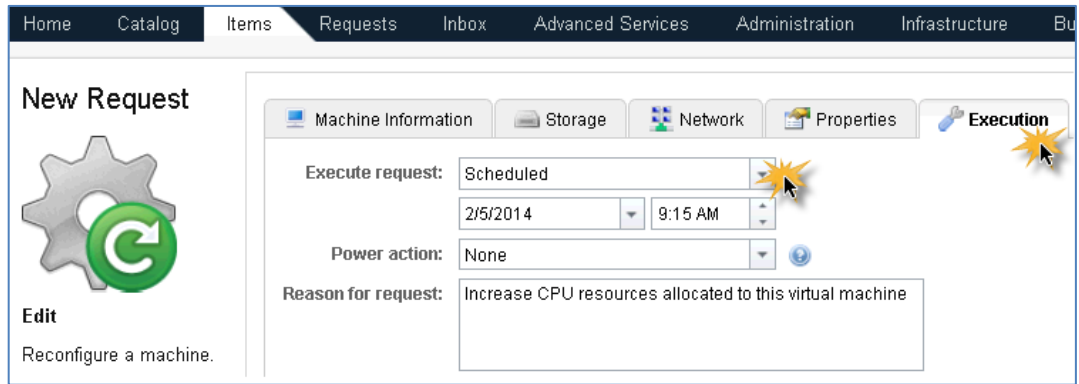 Home Catalog Items Requests Inbox Advanced Services Administration Infrastructure
New Request
Machine Information Storage Network Properties Execution
Execute request: Scheduled
2/5/2014 9:15 AM
Power action: None
Reason for request: Increase CPU resources allocated to this virtual machine
Edit
Reconfigure a machine.